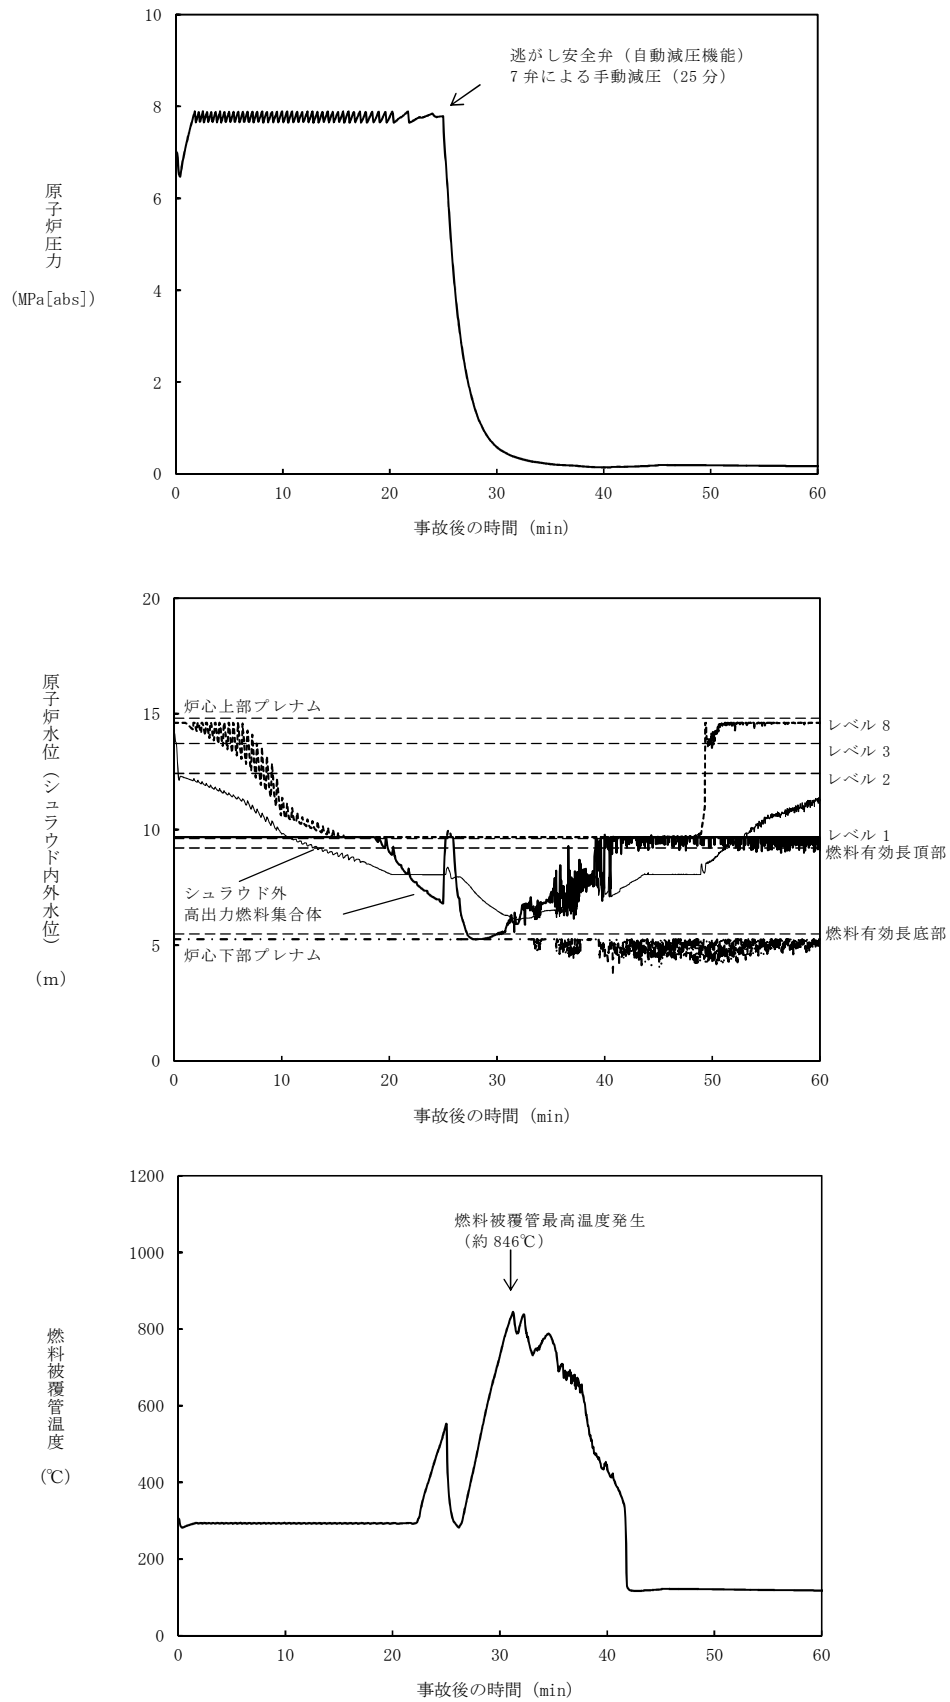 10
逃がし安全弁（自動減圧機能）
7弁による手動減圧（25分）
8
原子炉圧力
6
(MPa[abs])
4
2
0
0 10 20 30 40 50 60
事故後の時間 (min)
20
原子炉水位（シュラウド内外水位）
炉心上部プレナム
15
レベル8
レベル3
レベル2
10
レベル1
燃料有効長頂部
シュラウド外
高出力燃料集合体
燃料有効長底部
5
炉心下部プレナム
(m)
0
0 10 20 30 40 50 60
事故後の時間 (min)
1200
燃料被覆管最高温度発生
（約846℃）
1000
800
燃料被覆管温度
600
(℃)
400
200
0
0 10 20 30 40 50 60
事故後の時間 (min)